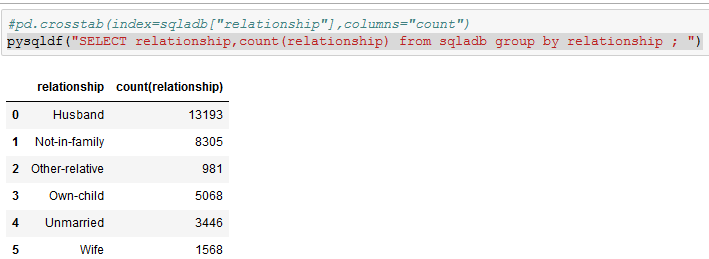 #pd.crosstab(index=sqladb["relationship"],columns="count")
pysqldf("SELECT relationship,count(relationship) from sqladb group by relationship ; ")
relationship count(relationship)
0 Husband 13193
1 Not-in-family 8305
2 Other-relative 981
3 Own-child 5068
4 Unmarried 3446
5 Wife 1568